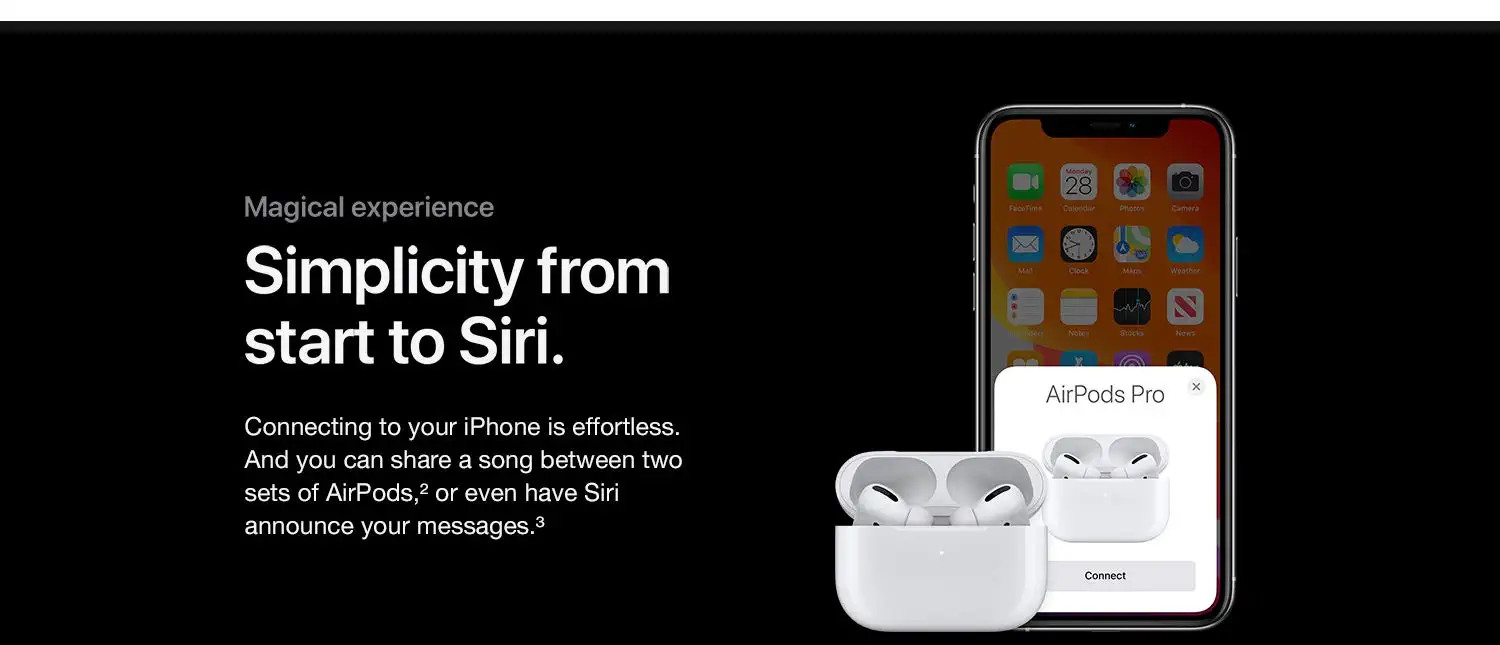 Magical experience
Simplicity from
start to Siri.
Connecting to your iPhone is effortless.
And you can share a song between two
sets of AirPods,² or even have Siri
announce your messages.³
FaceTime
Monday
28
Calendar
Photos
Camera
Mail
Clock
Maps
Weather
Notes
Stocks
News
AirPods Pro
Connect